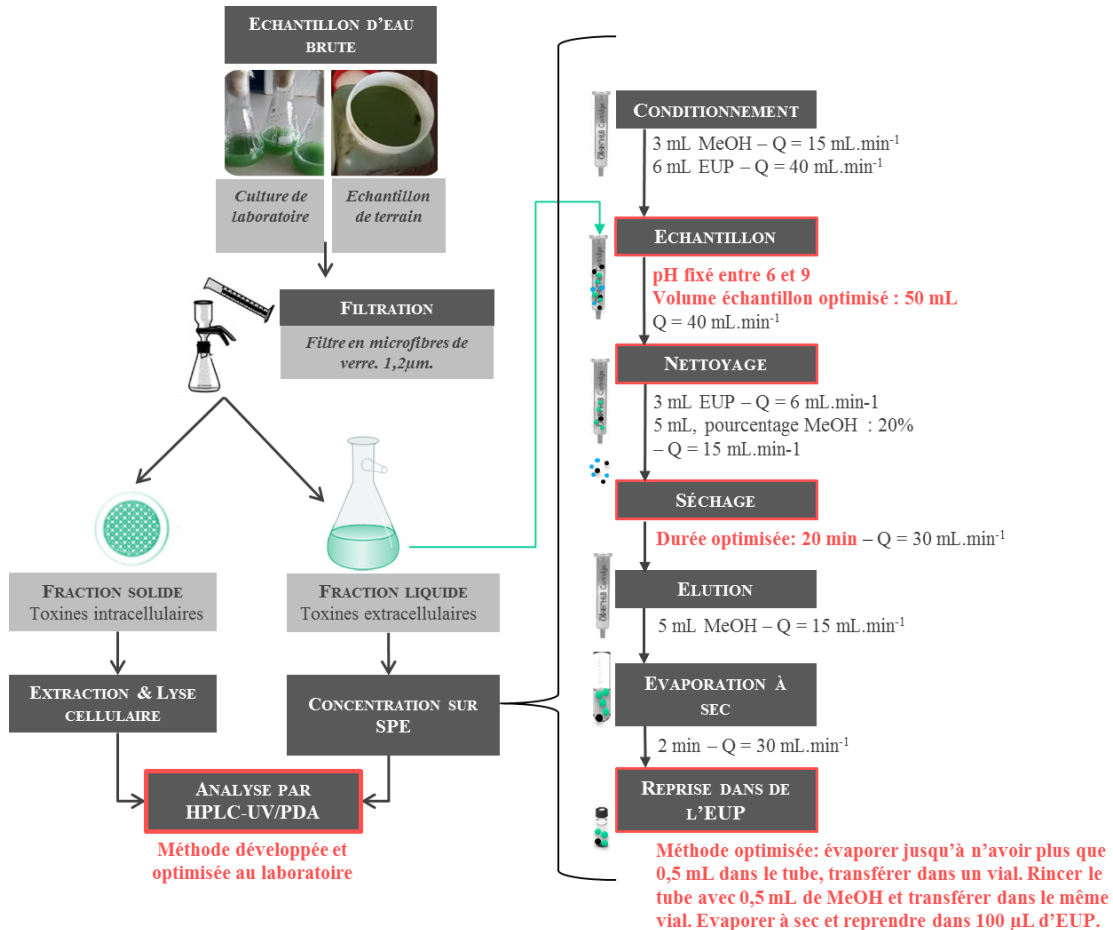 ECHANTILLON D'EAU
BRUTE
Culture de
laboratoire
Echantillon
de terrain
FILTRATION
Filtre en microfibres de
verre. 1,2µm.
FRACTION SOLIDE
Toxines intracellulaires
FRACTION LIQUIDE
Toxines extracellulaires
EXTRACTION & LYSE
CELLULAIRE
CONCENTRATION SUR
SPE
ANALYSE PAR
HPLC-UV/PDA
Méthode développée et
optimisée au laboratoire
CONDITIONNEMENT
3 mL MeOH – Q = 15 mL.min-1
6 mL EUP – Q = 40 mL.min-1
ECHANTILLON
pH fixé entre 6 et 9
Volume échantillon optimisé : 50 mL
Q = 40 mL.min-1
NETTOYAGE
3 mL EUP – Q = 6 mL.min-1
5 mL, pourcentage MeOH : 20%
– Q = 15 mL.min-1
SÉCHAGE
Durée optimisée: 20 min – Q = 30 mL.min-1
ELUTION
5 mL MeOH – Q = 15 mL.min-1
EVAPORATION À
SEC
2 min – Q = 30 mL.min-1
REPRISE DANS DE
L'EUP
Méthode optimisée: évaporer jusqu'à n'avoir plus que
0,5 mL dans le tube, transférer dans un vial. Rincer le
tube avec 0,5 mL de MeOH et transférer dans le même
vial. Evaporer à sec et reprendre dans 100 µL d'EUP.